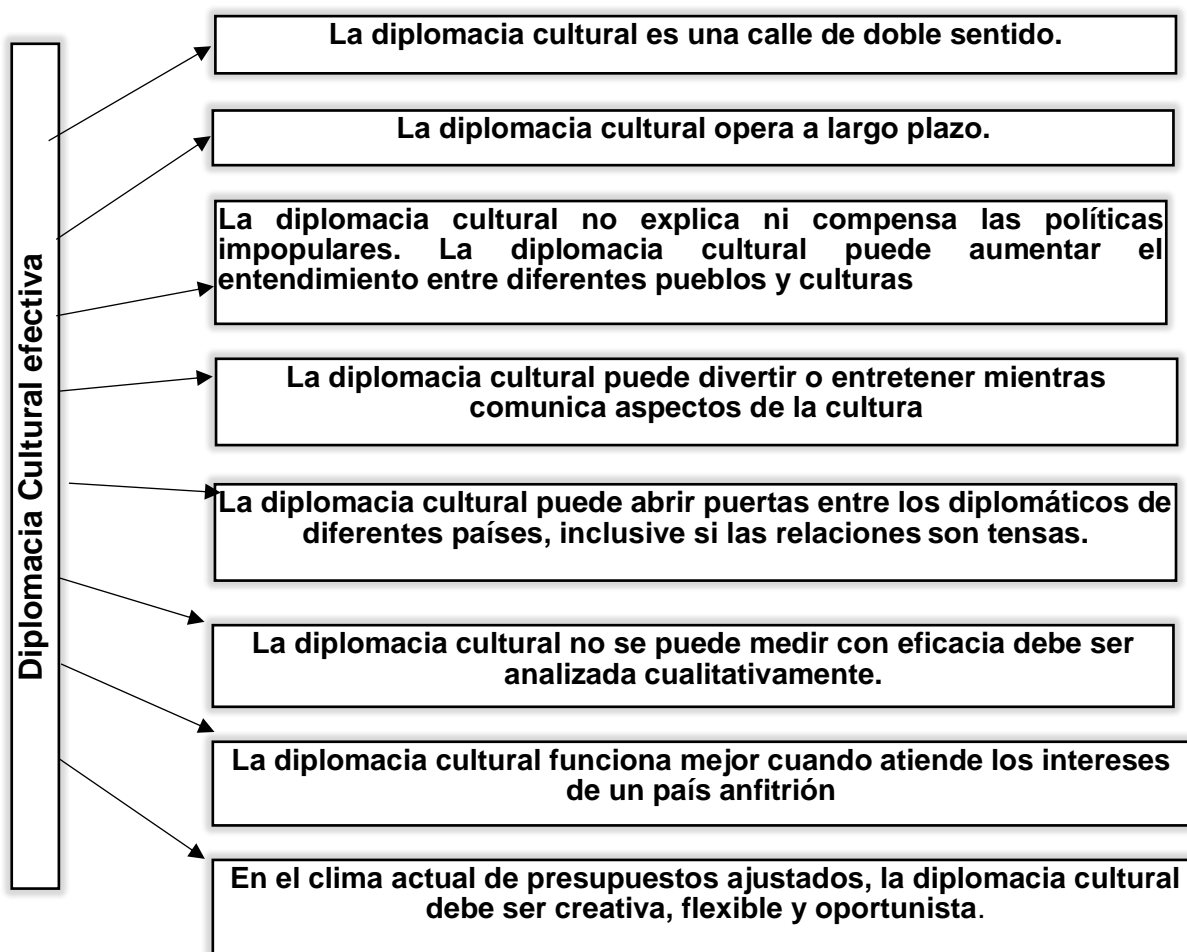 Diplomacia Cultural efectiva
La diplomacia cultural es una calle de doble sentido.
La diplomacia cultural opera a largo plazo.
La diplomacia cultural no explica ni compensa las políticas
impopulares. La diplomacia cultural puede aumentar el
entendimiento entre diferentes pueblos y culturas
La diplomacia cultural puede divertir o entretener mientras
comunica aspectos de la cultura
La diplomacia cultural puede abrir puertas entre los diplomáticos de
diferentes países, inclusive si las relaciones son tensas.
La diplomacia cultural no se puede medir con eficacia debe ser
analizada cualitativamente.
La diplomacia cultural funciona mejor cuando atiende los intereses
de un país anfitrión
En el clima actual de presupuestos ajustados, la diplomacia cultural
debe ser creativa, flexible y oportunista.